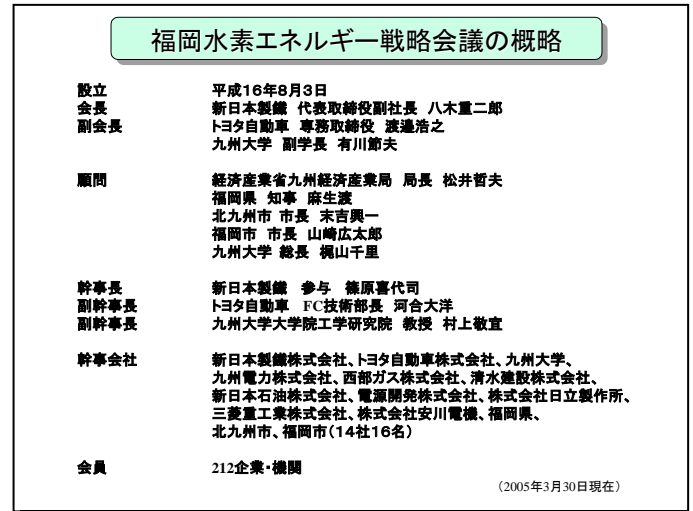 福岡水素エネルギー戦略会議の概略
設立 平成16年8月3日
会長 新日本製鐵 代表取締役副社長 八木重二郎
副会長 トヨタ自動車 専務取締役 渡邉浩之
九州大学 副学長 有川節夫
顧問 経済産業省九州経済産業局 局長 松井哲夫
福岡県 知事 麻生渡
北九州市 市長 末吉興一
福岡市 市長 山崎広太郎
九州大学 総長 梶山千里
幹事長 新日本製鐵 参与 篠原喜代司
副幹事長 トヨタ自動車 FC技術部長 河合大洋
副幹事長 九州大学大学院工学研究院 教授 村上敬宜
幹事会社 新日本製鐵株式会社、トヨタ自動車株式会社、九州大学、
九州電力株式会社、西部ガス株式会社、清水建設株式会社、
新日本石油株式会社、電源開発株式会社、株式会社日立製作所、
三菱重工業株式会社、株式会社安川電機、福岡県、
北九州市、福岡市(14社16名)
会員 212企業・機関
(2005年3月30日現在)